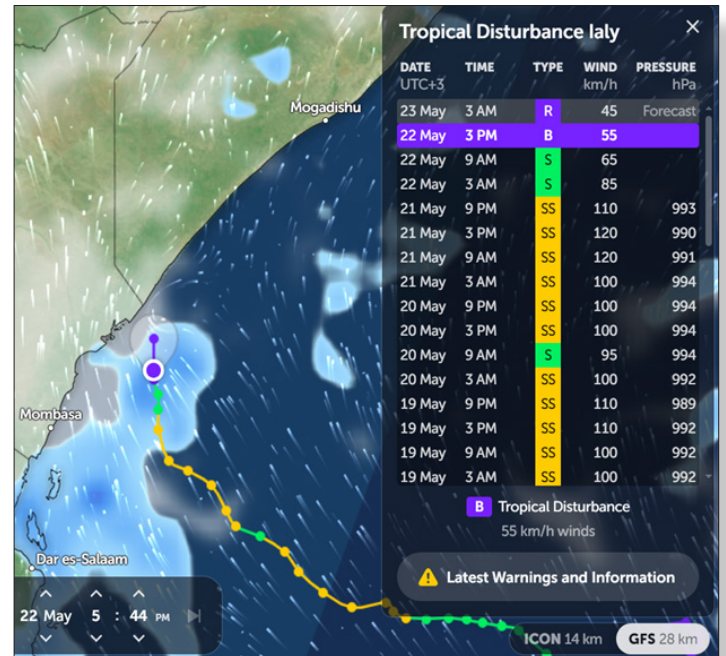 Tropical Disturbance Ialy ×
DATE TIME TYPE WIND PRESSURE
UTC+3 km/h hPa
23 May 3 AM R 45 Forecast
22 May 3 PM B 55
22 May 9 AM S 65
22 May 3 AM S 85
21 May 9 PM SS 110 993
21 May 3 PM SS 120 990
21 May 9 AM SS 120 991
21 May 3 AM SS 100 994
20 May 9 PM SS 100 994
20 May 3 PM SS 100 994
20 May 9 AM S 95 994
20 May 3 AM SS 100 992
19 May 9 PM SS 110 989
19 May 3 PM SS 110 992
19 May 9 AM SS 110 992
19 May 3 AM SS 100 992
B Tropical Disturbance
55 km/h winds
Latest Warnings and Information
Mogadishu
Mombasa
Dar es-Salaam
22 May 5 : 44 PM
ICON 14 km GFS 28 km